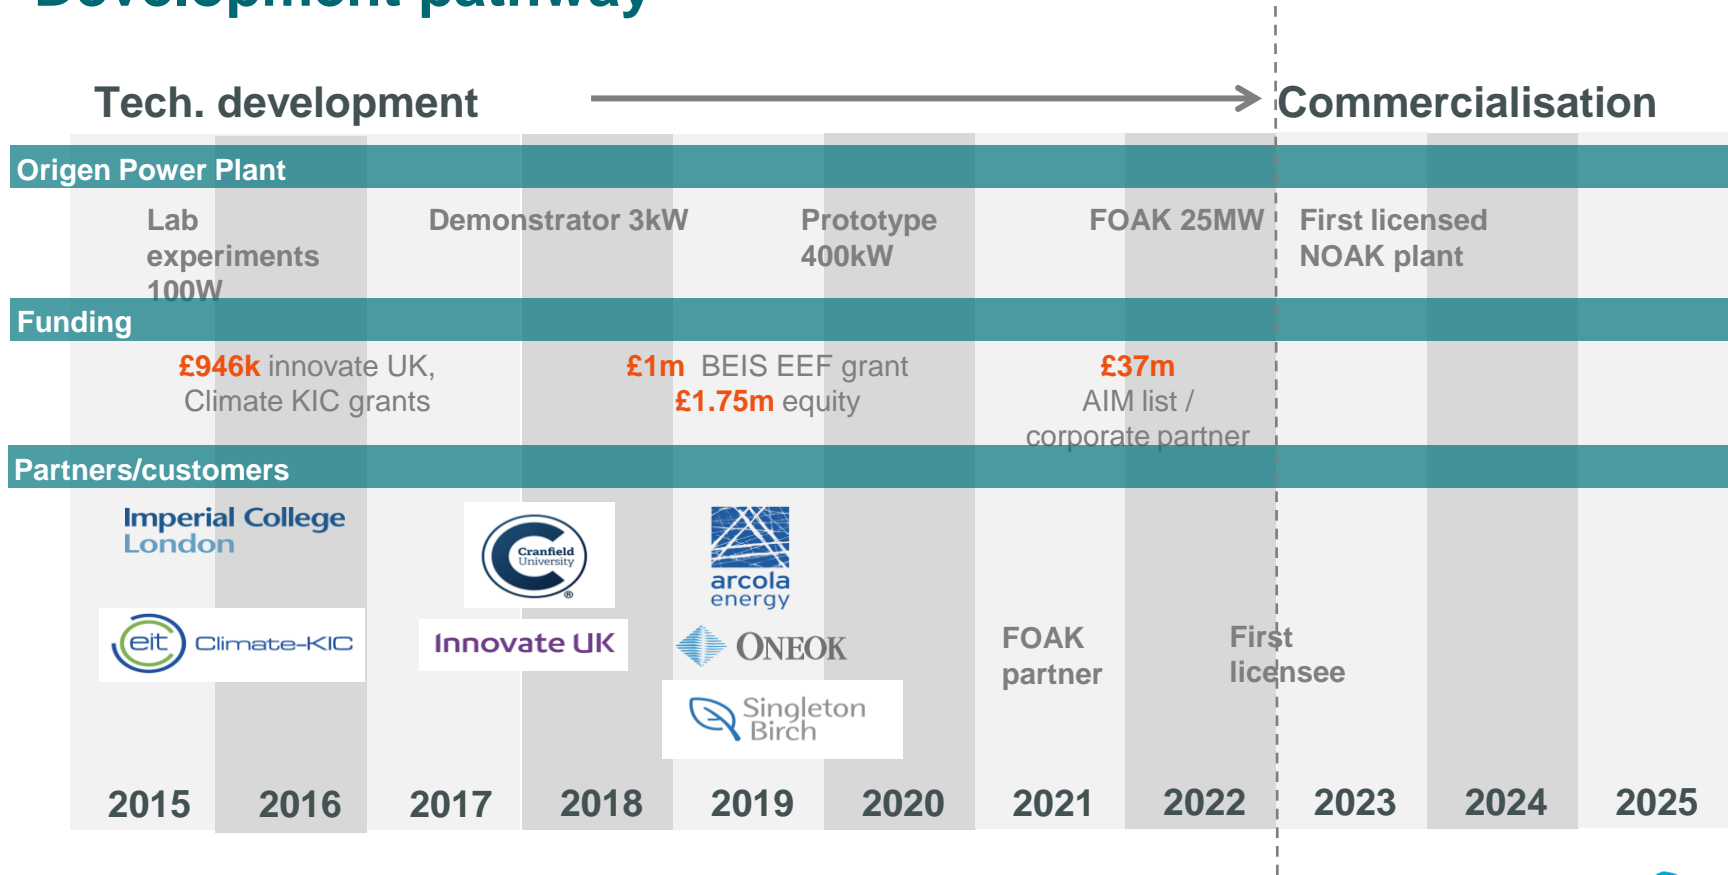 Development pathway
Tech. development
Commercialisation
Origen Power Plant
Lab
experiments
100W
Demonstrator 3kW
Prototype
400kW
FOAK 25MW
First licensed
NOAK plant
Funding
£946k innovate UK,
Climate KIC grants
£1m BEIS EEF grant
£1.75m equity
£37m
AIM list /
corporate partner
Partners/customers
Imperial College
London
eit Climate-KIC
Cranfield
University
®
Innovate UK
arcola
energy
ONEOK
Singleton
Birch
FOAK
partner
First
licensee
2015 2016 2017 2018 2019 2020 2021 2022 2023 2024 2025